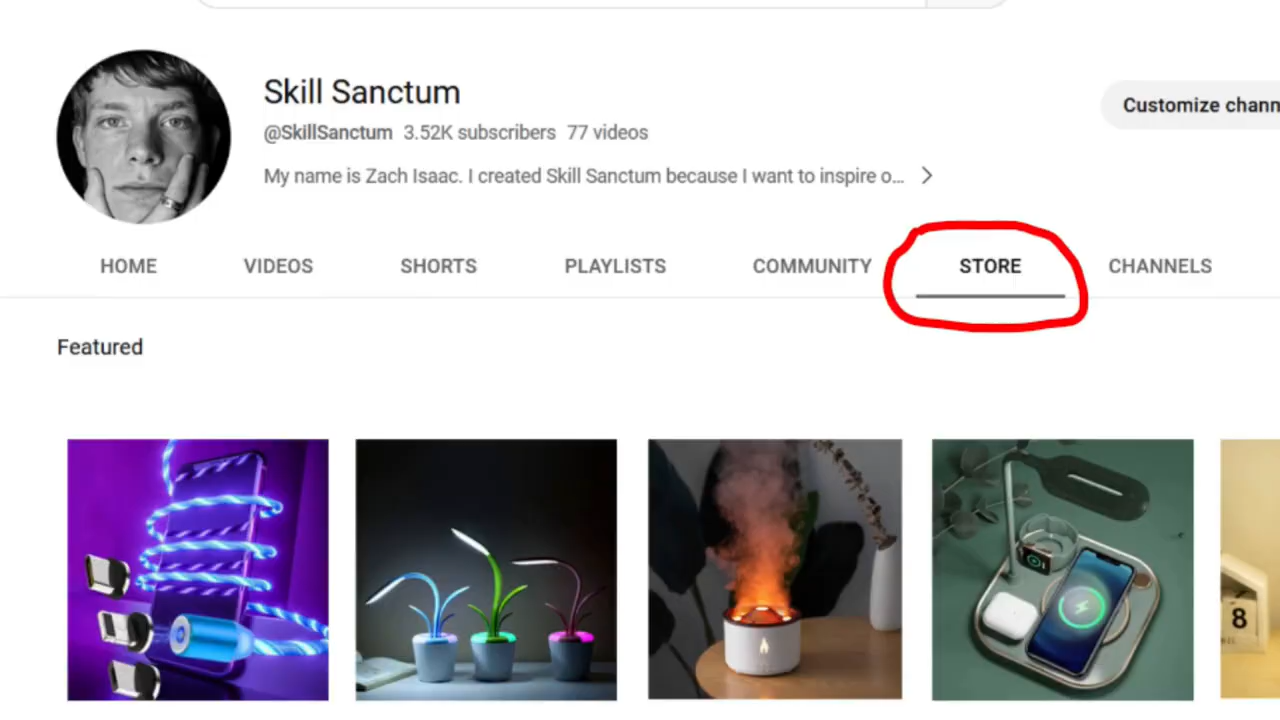 Skill Sanctum
@SkillSanctum 3.52K subscribers 77 videos
Customize chann
My name is Zach Isaac. I created Skill Sanctum because I want to inspire o...
HOME VIDEOS SHORTS PLAYLISTS COMMUNITY STORE CHANNELS
Featured
8